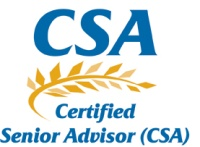 CSA
Certified
Senior Advisor (CSA)